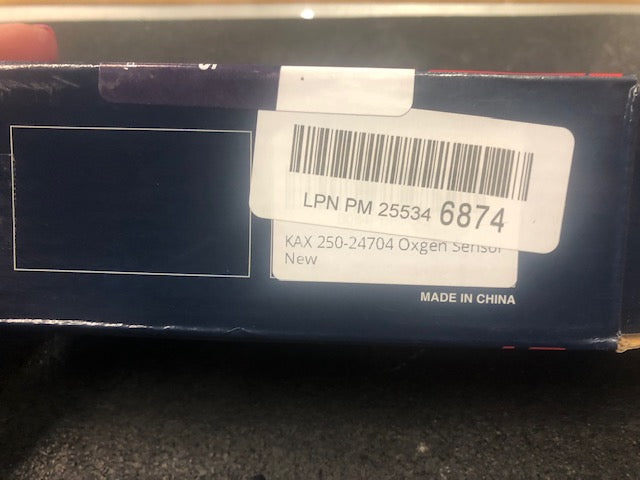 LPN PM 25534 6874
KAX 250-24704 Oxgen Sensor
New
MADE IN CHINA